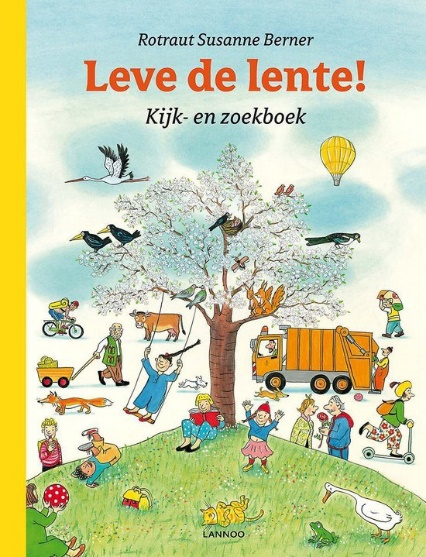 Rotraut Susanne Berner
Leve de lente!
Kijk- en zoekboek
LANNOO